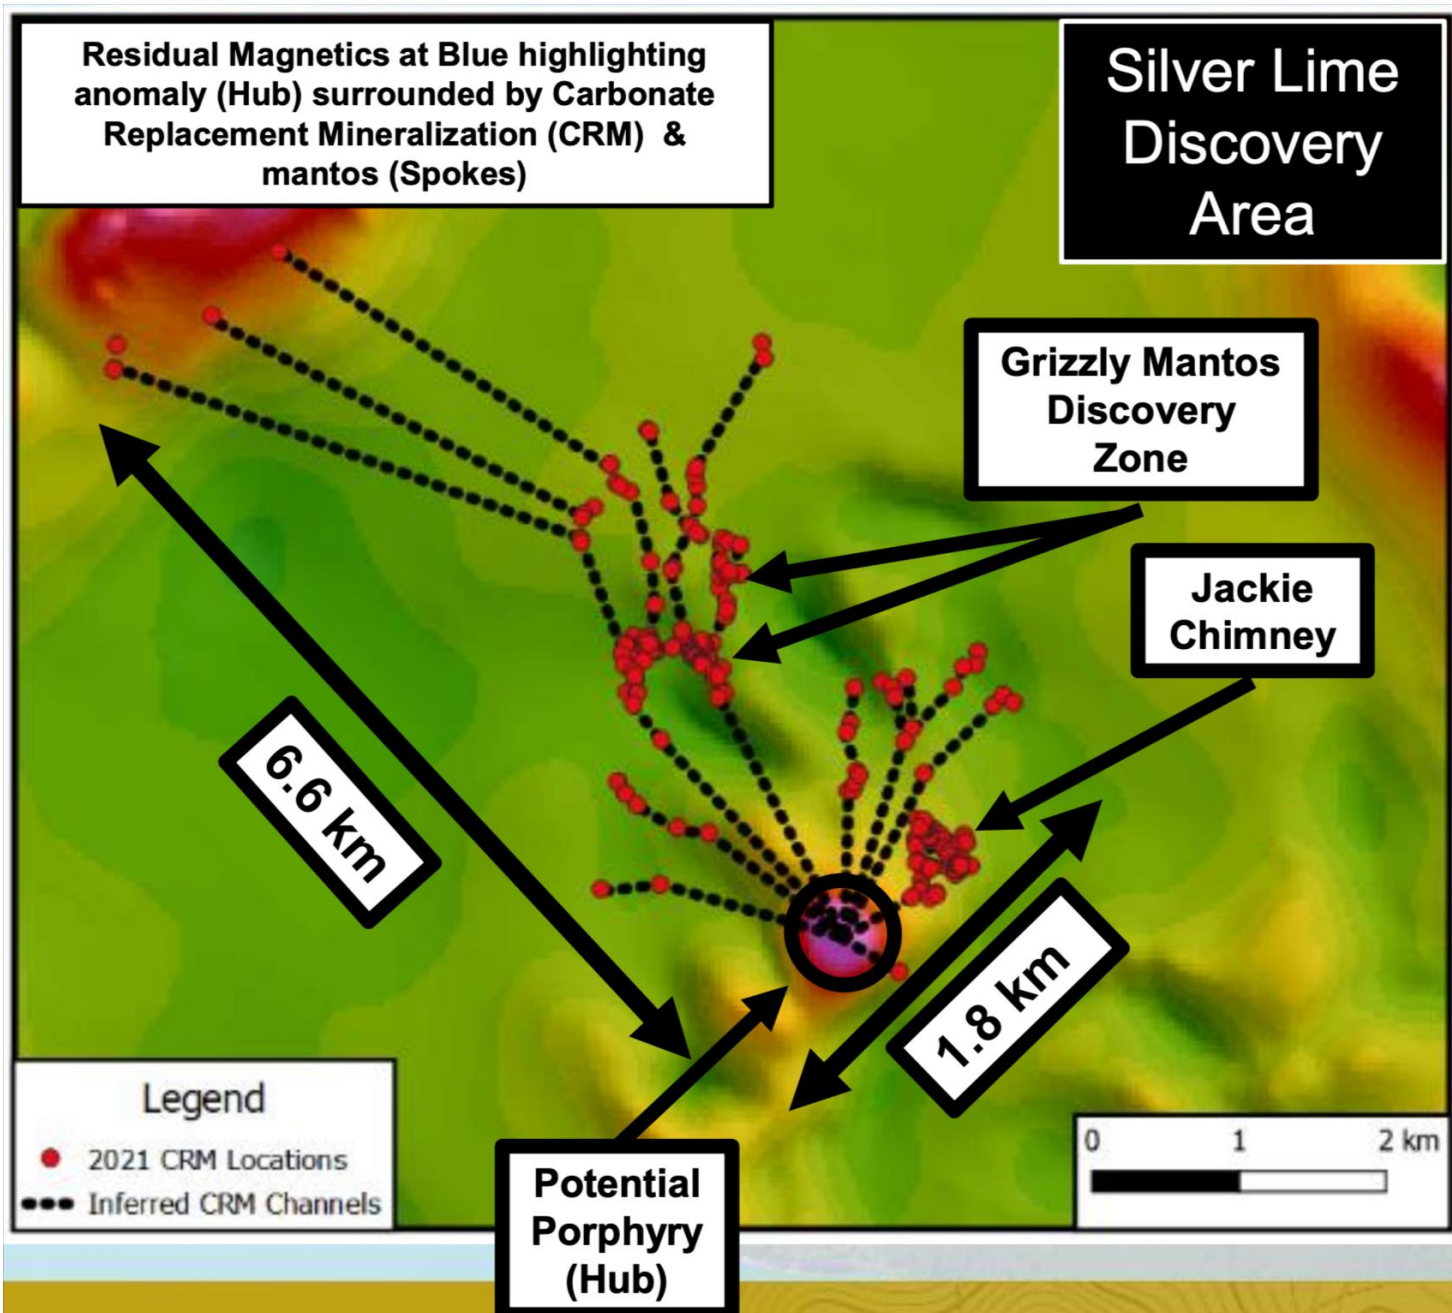 Residual Magnetics at Blue highlighting
anomaly (Hub) surrounded by Carbonate
Replacement Mineralization (CRM) &
mantos (Spokes)
Silver Lime
Discovery
Area
Grizzly Mantos
Discovery
Zone
Jackie
Chimney
6.6 km
1.8 km
Legend
2021 CRM Locations
Inferred CRM Channels
Potential
Porphyry
(Hub)
0 1 2 km